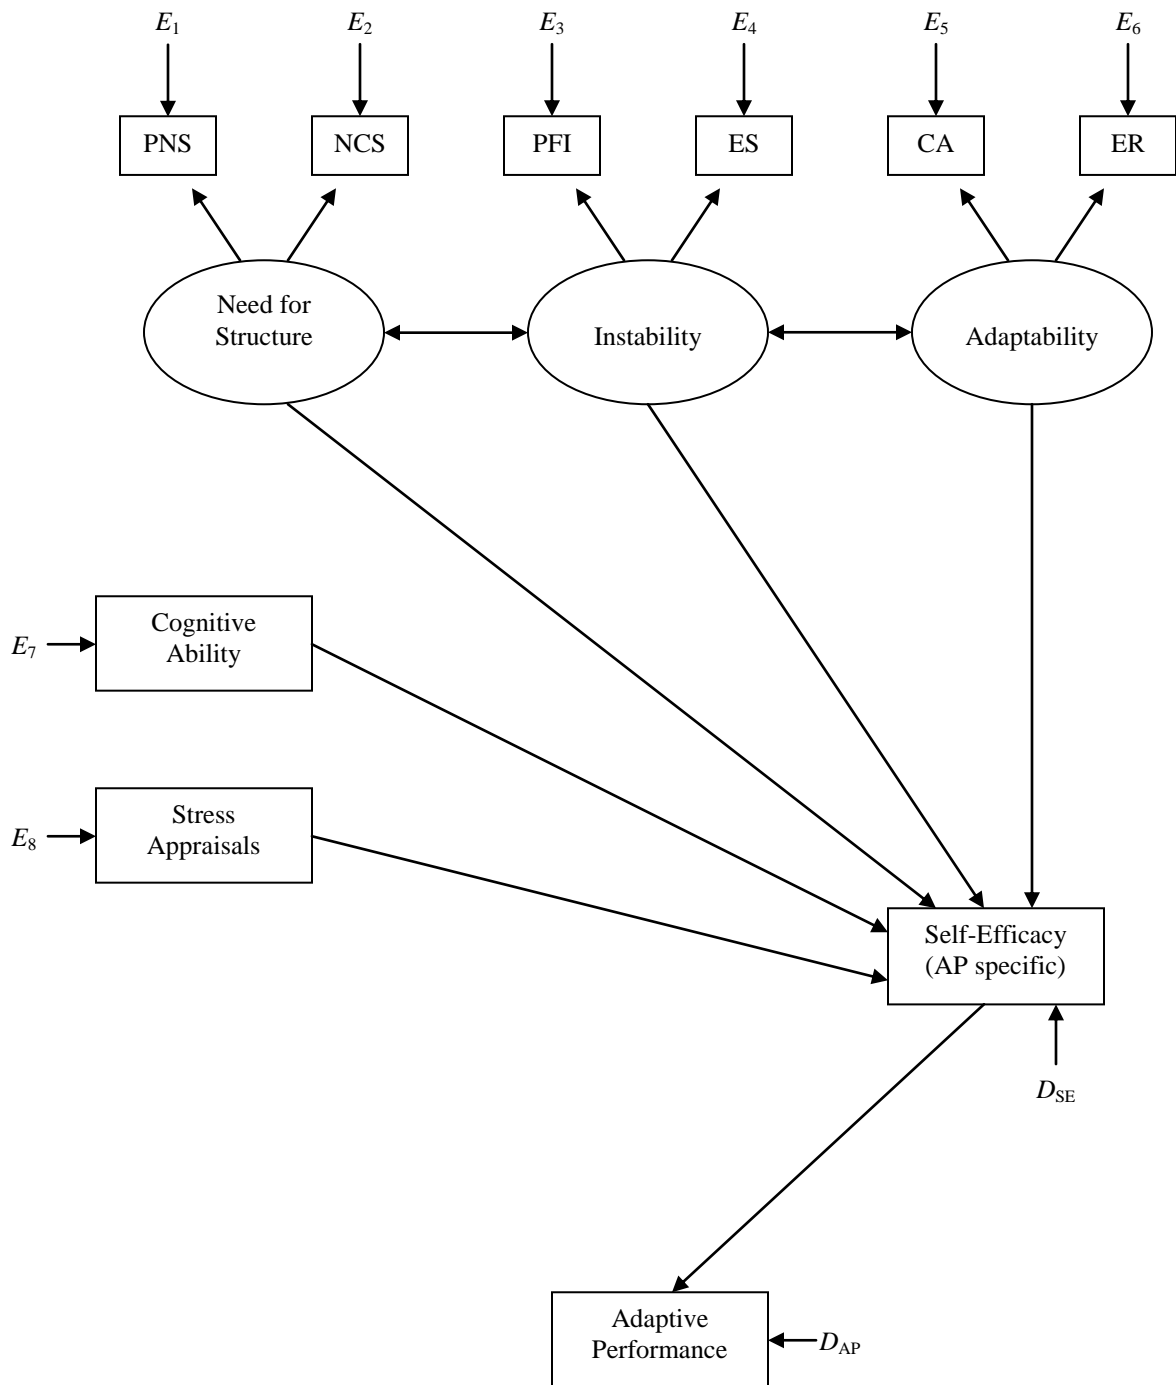 E1 E2 E3 E4 E5 E6
PNS NCS PFI ES CA ER
Need for
Structure
Instability
Adaptability
Cognitive
Ability
E7
Stress
Appraisals
E8
Self-Efficacy
(AP specific)
DSE
Adaptive
Performance
DAP